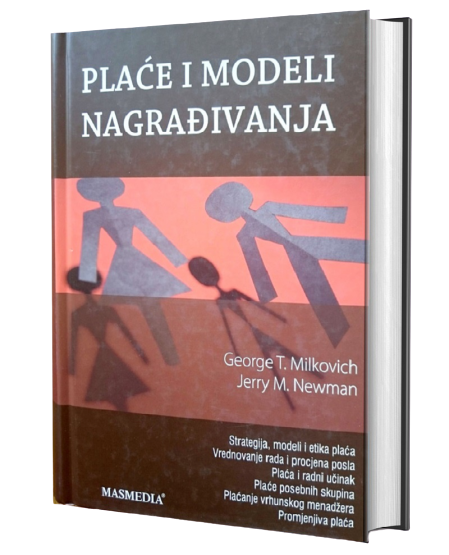 PLAĆE I MODELI
NAGRAĐIVANJA
George T. Milkovich
Jerry M. Newman
Strategija, modeli i etika plaća
Vrednovanje rada i procjena posla
Plaća i radni učinak
Plaće posebnih skupina
Plaćanje vrhunskog menadžera
Promjenjiva plaća
MASMEDIA®